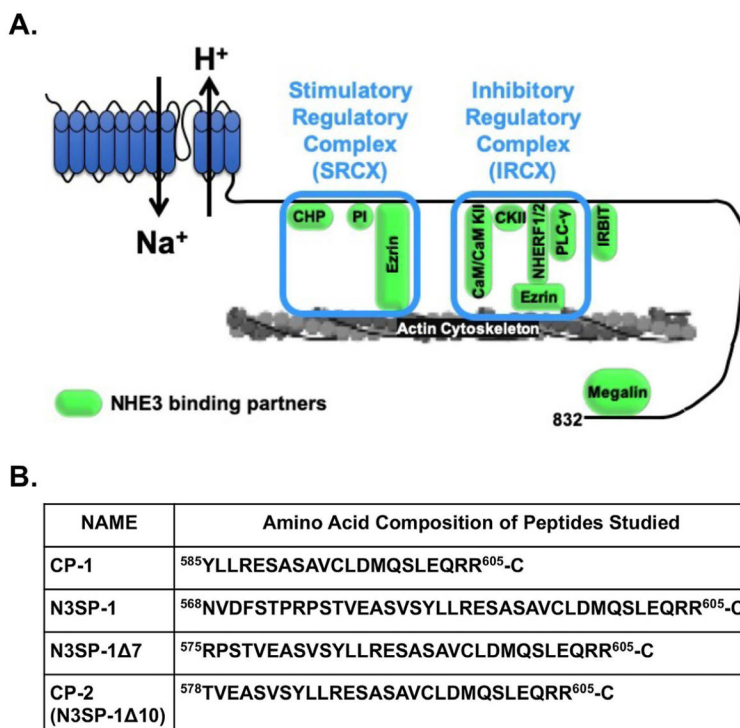 A.
H⁺
Na⁺
Stimulatory
Regulatory
Complex
(SRCX)
Inhibitory
Regulatory
Complex
(IRCX)
CHP
PI
Ezrin
CaM/CaM KII
CKII
NHERF1/2
PLC-γ
IRBIT
Ezrin
Actin Cytoskeleton
NHE3 binding partners
Megalin
832
B.
NAME Amino Acid Composition of Peptides Studied
CP-1 ⁵⁸⁵YLLRESASAVCLDMQSLEQRR⁶⁰⁵-C
N3SP-1 ⁵⁶⁸NVDFSTPRPSTVEASVSYLLRESASAVCLDMQSLEQRR⁶⁰⁵-C
N3SP-1Δ7 ⁵⁷⁵RPSTVEASVSYLLRESASAVCLDMQSLEQRR⁶⁰⁵-C
CP-2 ⁵⁷⁸TVEASVSYLLRESASAVCLDMQSLEQRR⁶⁰⁵-C
(N3SP-1Δ10)